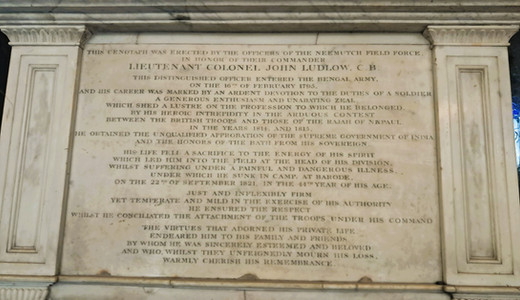 THIS CENOTAPH WAS ERECTED BY THE OFFICERS OF THE NEEMUTCH FIELD FORCE,
IN HONOR OF THEIR COMMANDER
LIEUTENANT COLONEL JOHN LUDLOW, C.B.
THIS DISTINGUISHED OFFICER ENTERED THE BENGAL ARMY,
ON THE 16TH OF FEBRUARY 1795,
AND HIS CAREER WAS MARKED BY AN ARDENT DEVOTION TO THE DUTIES OF A SOLDIER
A GENEROUS ENTHUSIASM AND UNABATING ZEAL,
WHICH SHED A LUSTRE ON THE PROFESSION TO WHICH HE BELONGED.
BY HIS HEROIC INTREPIDITY IN THE ARDUOUS CONTEST
BETWEEN THE BRITISH TROOPS AND THOSE OF THE RAJAH OF NEPAUL
IN THE YEARS 1814, AND 1815,
HE OBTAINED THE UNQUALIFIED APPROBATION OF THE SUPREME GOVERNMENT OF INDIA,
AND THE HONORS OF THE BATH FROM HIS SOVEREIGN.
HIS LIFE FELL A SACRIFICE TO THE ENERGY OF HIS SPIRIT
WHICH LED HIM INTO THE FIELD AT THE HEAD OF HIS DIVISION,
WHILST SUFFERING UNDER A PAINFUL AND DANGEROUS ILLNESS,
UNDER WHICH HE SUNK IN CAMP, AT BARODE,
ON THE 22ND OF SEPTEMBER 1821, IN THE 44TH YEAR OF HIS AGE.
JUST AND INFLEXIBLY FIRM
YET TEMPERATE AND MILD IN THE EXERCISE OF HIS AUTHORITY
HE ENSURED THE RESPECT
WHILST HE CONCILIATED THE ATTACHMENT OF THE TROOPS UNDER HIS COMMAND
THE VIRTUES THAT ADORNED HIS PRIVATE LIFE
ENDEARED HIM TO HIS FAMILY AND FRIENDS,
BY WHOM HE WAS SINCERELY ESTEEMED AND BELOVED
AND WHO, WHILST THEY UNFEIGNEDLY MOURN HIS LOSS,
WARMLY CHERISH HIS REMEMBRANCE.